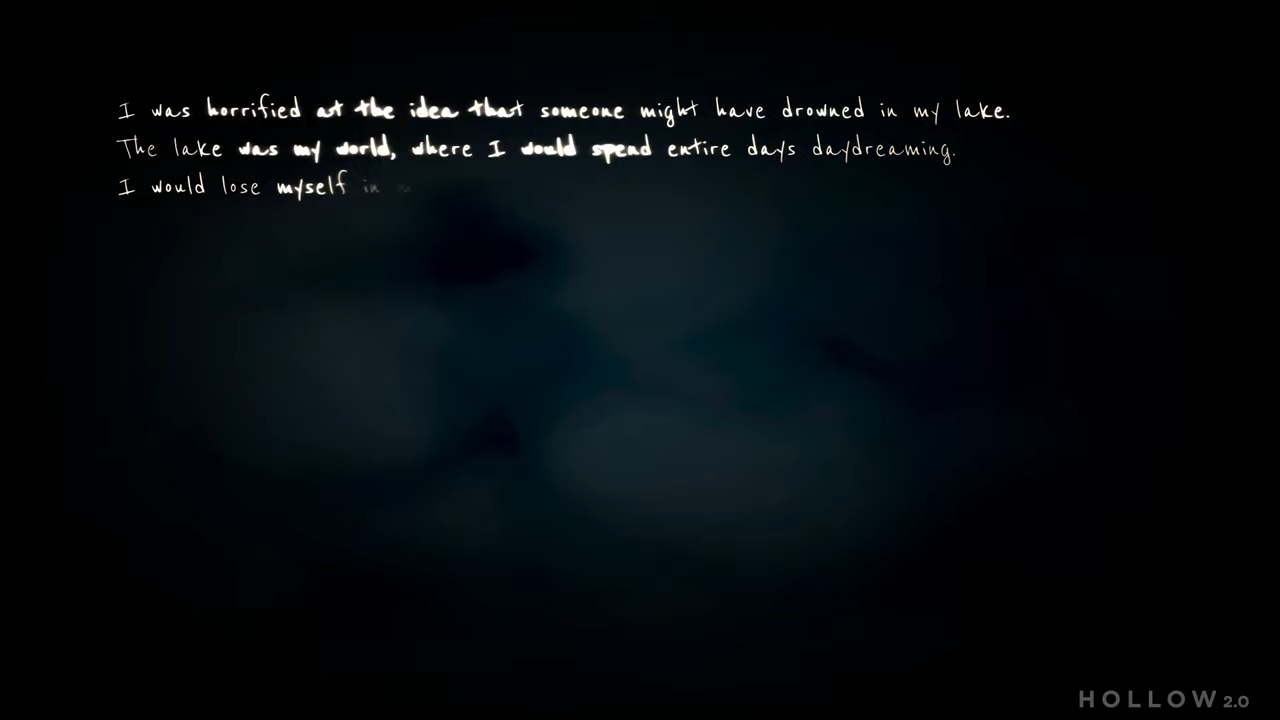 I was horrified at the idea that someone might have drowned in my lake.
The lake was my world, where I would spend entire days daydreaming.
I would lose myself in
HOLLOW 2.0